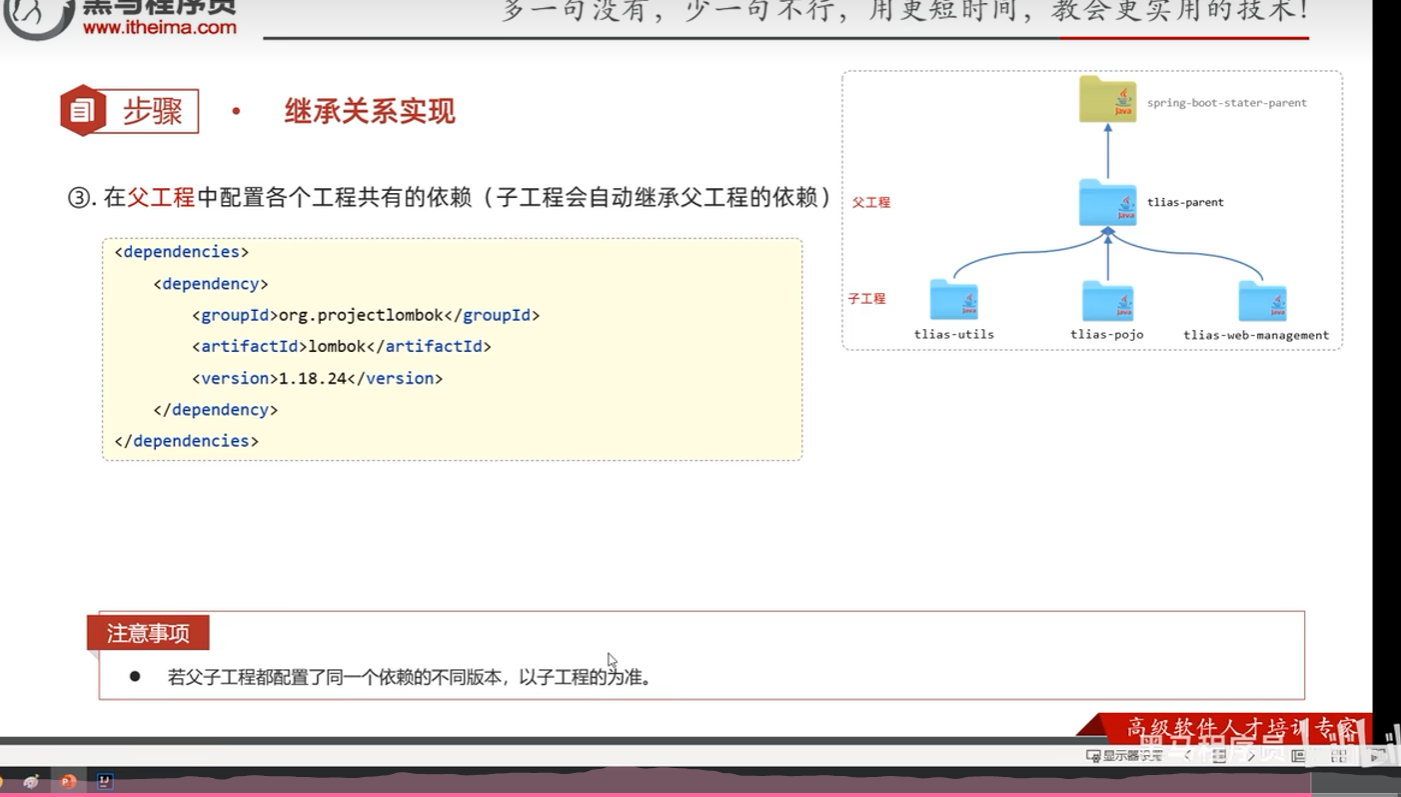 黑马程序员
www.itheima.com
多一句没有，少一句不行，用更短时间，教会更实用的技术！
步骤
• 继承关系实现
③. 在父工程中配置各个工程共有的依赖（子工程会自动继承父工程的依赖）
<dependencies>
<dependency>
<groupId>org.projectlombok</groupId>
<artifactId>lombok</artifactId>
<version>1.18.24</version>
</dependency>
</dependencies>
spring-boot-stater-parent
父工程
tlias-parent
子工程
tlias-utils
tlias-pojo
tlias-web-management
注意事项
● 若父子工程都配置了同一个依赖的不同版本，以子工程的为准。
高级软件人才培训专家
黑马程序员
显示器设置